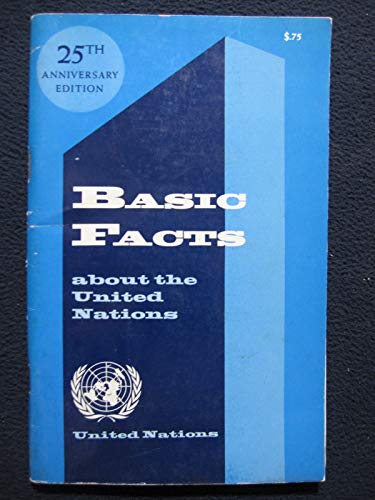 $.75
25TH
ANNIVERSARY
EDITION
BASIC
FACTS
about the
United
Nations
United Nations